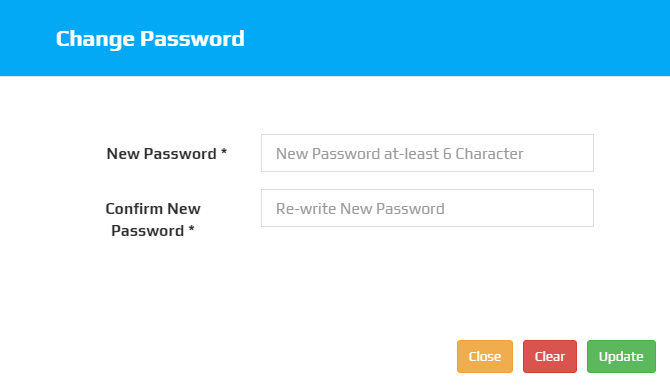 Change Password
New Password *
New Password at-least 6 Character
Confirm New
Password *
Re-write New Password
Close
Clear
Update